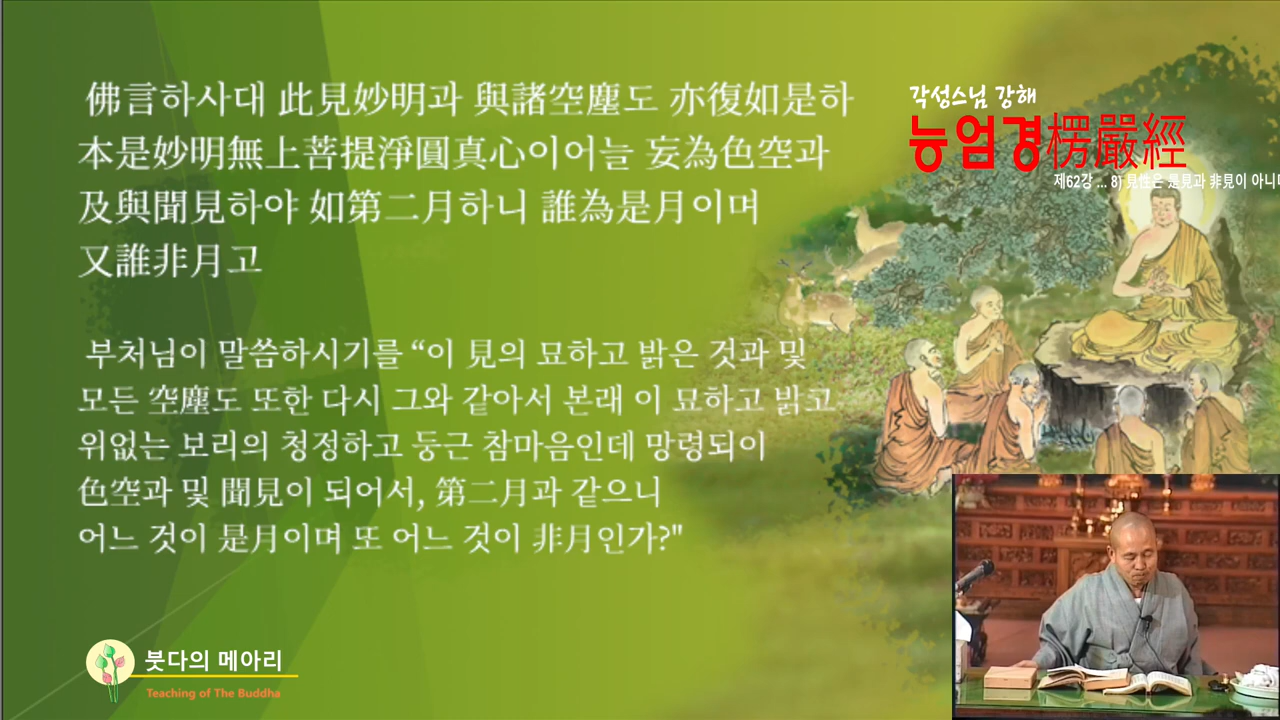 佛言하사대 此見妙明과 與諸空塵도 亦復如是하
本是妙明無上菩提淨圓真心이어늘 妄為色空과
及與聞見하야 如第二月하니 誰為是月이며
又誰非月고
부처님이 말씀하시기를 “이 見의 묘하고 밝은 것과 및
모든 空塵도 또한 다시 그와 같아서 본래 이 묘하고 밝고
위없는 보리의 청정하고 둥근 참마음인데 망령되이
色空과 및 聞見이 되어서, 第二月과 같으니
어느 것이 是月이며 또 어느 것이 非月인가?"
각성스님 강해
능엄경楞嚴經
제62강 ... 8) 見性은 是見과 非見이 아니
붓다의 메아리
Teaching of The Buddha